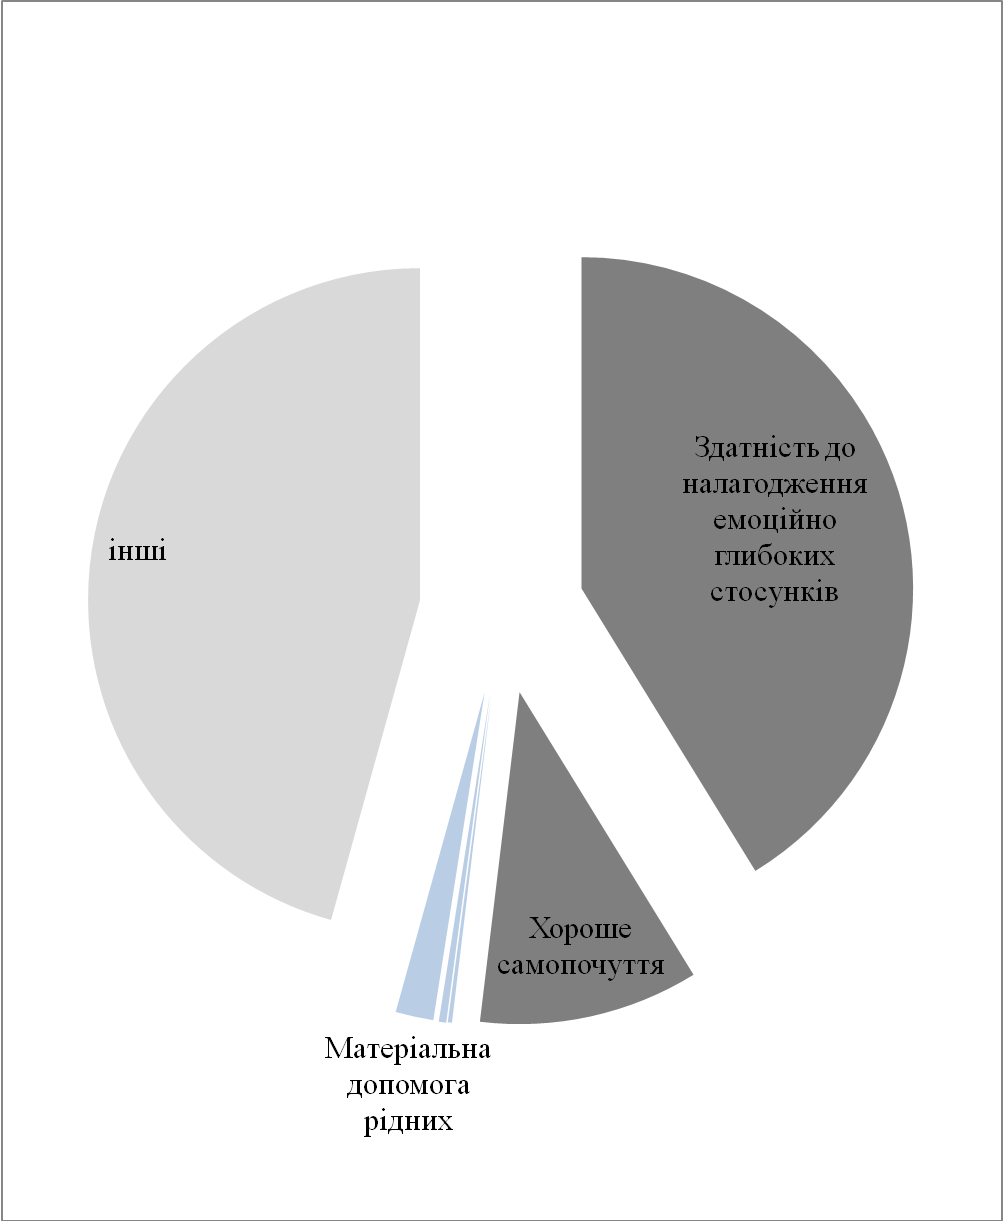 Здатність до
налагодження
емоційно
глибоких
стосунків
інші
Хороше
самопочуття
Матеріальна
допомога
рідних